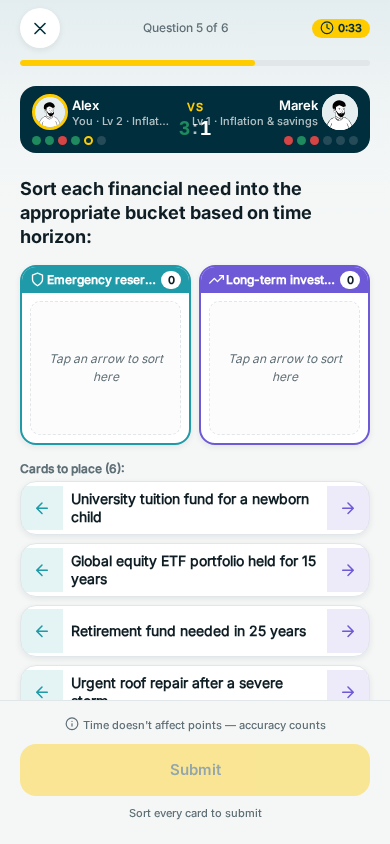 Question 5 of 6
0:33
Alex
You · Lv 2 · Inflat...
VS
3:1
Marek
Lv 1 · Inflation & savings
Sort each financial need into the
appropriate bucket based on time
horizon:
Emergency reser...
0
Long-term invest...
0
Tap an arrow to sort
here
Tap an arrow to sort
here
Cards to place (6):
University tuition fund for a newborn
child
Global equity ETF portfolio held for 15
years
Retirement fund needed in 25 years
Urgent roof repair after a severe
storm
Time doesn't affect points — accuracy counts
Submit
Sort every card to submit